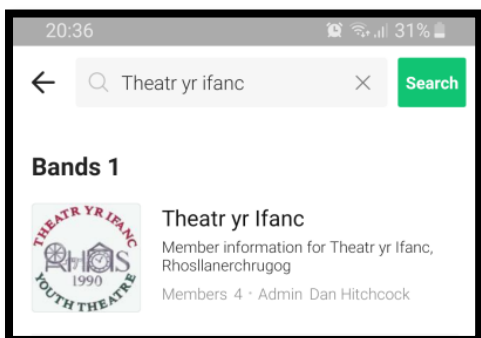 20:36 31%
Theatr yr ifanc Search
Bands 1
THEATR YR IFANC
RHOS
1990
YOUTH THEATRE
Theatr yr Ifanc
Member information for Theatr yr Ifanc,
Rhosllanerchrugog
Members 4 · Admin Dan Hitchcock